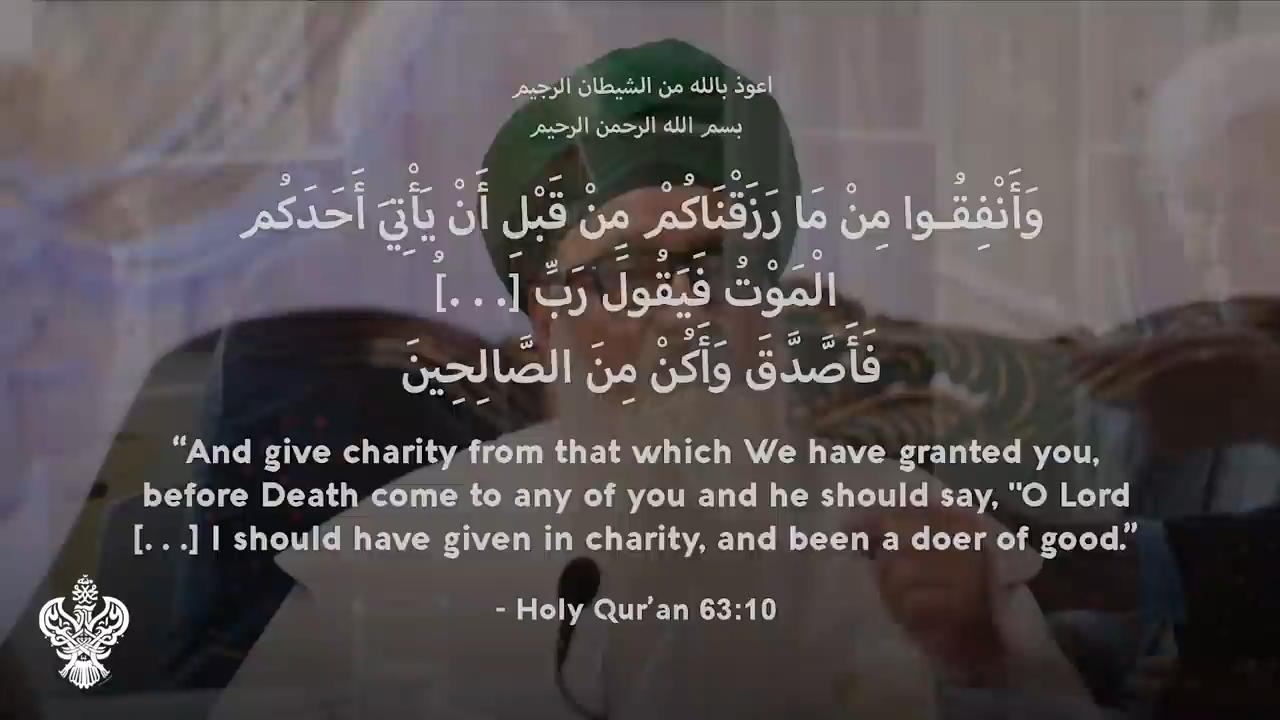 اعوذ بالله من الشيطان الرجيم
بسم الله الرحمن الرحيم
وَأَنْفِقُـوا مِنْ مَا رَزَقْنَاكُمْ مِنْ قَبْلِ أَنْ يَأْتِيَ أَحَدَكُم
الْمَوْتُ فَيَقُولَ رَبِّ [...]
فَأَصَّدَّقَ وَأَكُنْ مِنَ الصَّالِحِينَ
“And give charity from that which We have granted you,
before Death come to any of you and he should say, "O Lord
[...] I should have given in charity, and been a doer of good.”
- Holy Qur’an 63:10